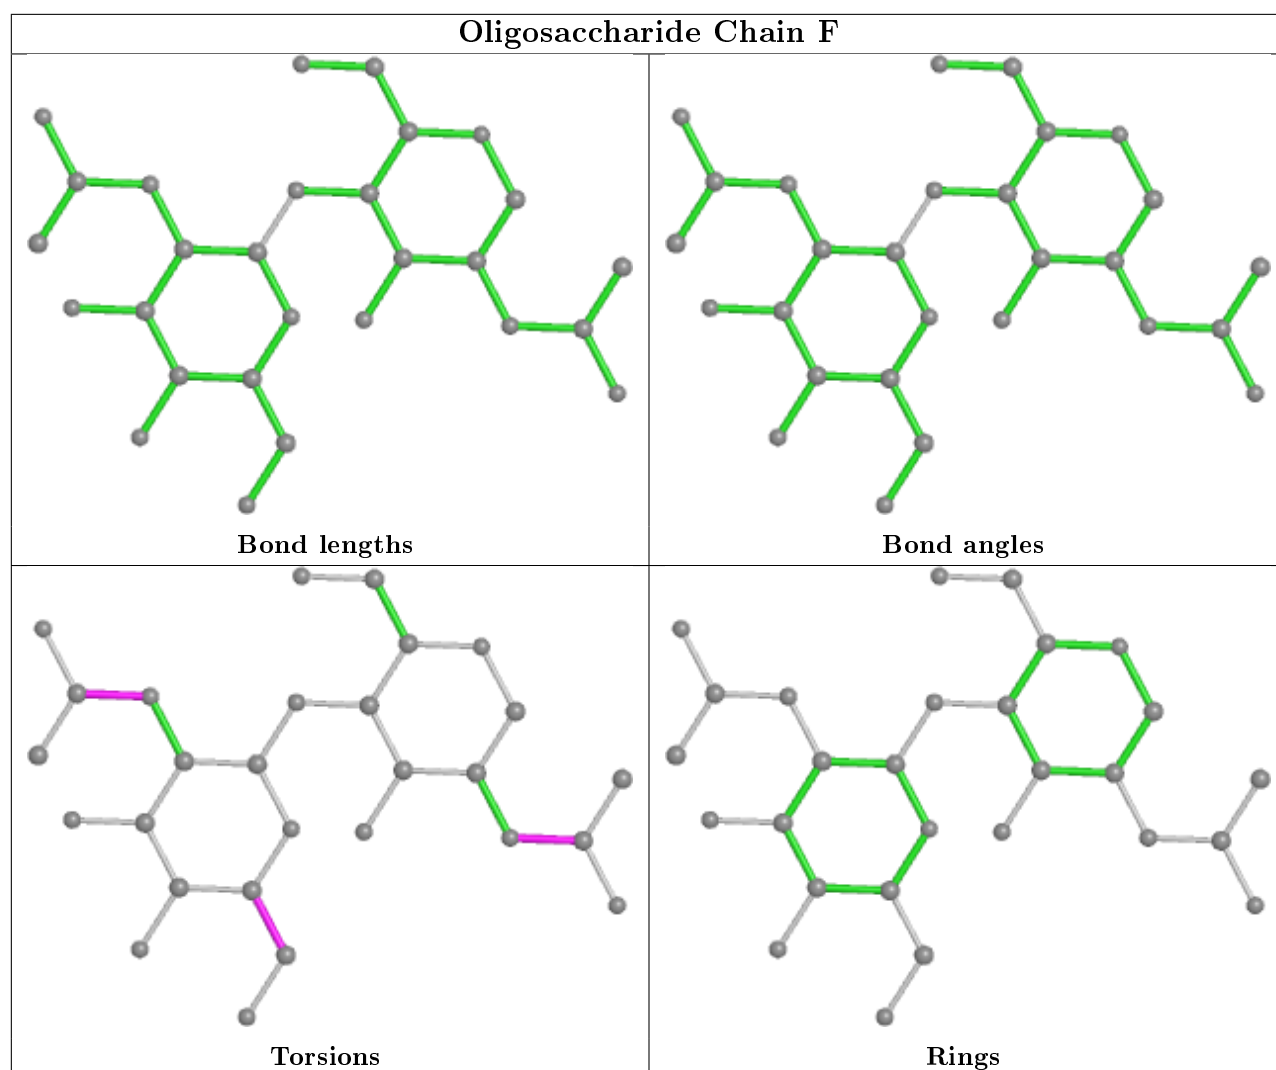 Oligosaccharide Chain F
Bond lengths
Bond angles
Torsions
Rings